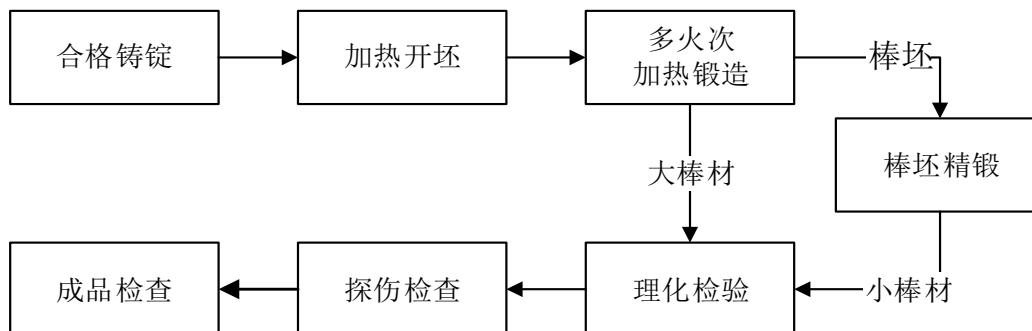 合格铸锭
加热开坯
多火次
加热锻造
棒坯
棒坯精锻
大棒材
小棒材
理化检验
探伤检查
成品检查